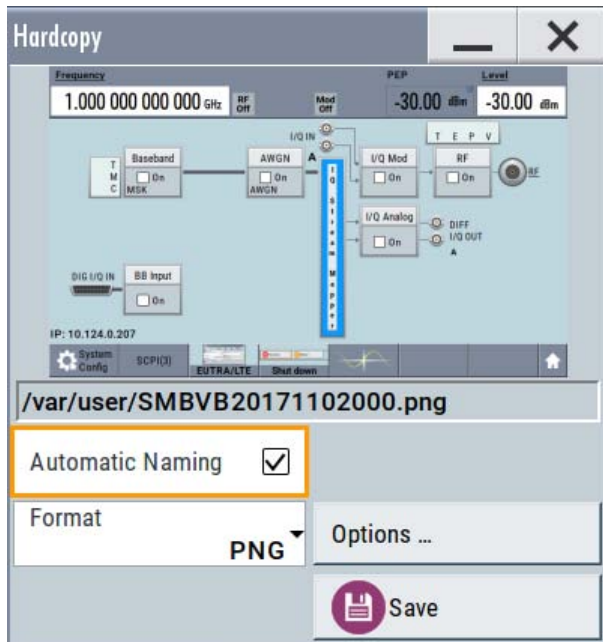 Hardcopy
Frequency
PEP
Level
1.000 000 000 000 GHz
RF Off
Mod Off
-30.00 dBm
-30.00 dBm
I/Q IN
T E P V
T M C
Baseband
On
MSK
AWGN
On
AWGN
A
I/Q Stream Mapper
I/Q Mod
On
RF
On
RF
I/Q Analog
On
DIFF
I/Q OUT
A
DIG I/Q IN
BB Input
On
IP: 10.124.0.207
System Config
SCPI(3)
EUTRA/LTE
Shut down
/var/user/SMBVB20171102000.png
Automatic Naming
Format
PNG
Options ...
Save